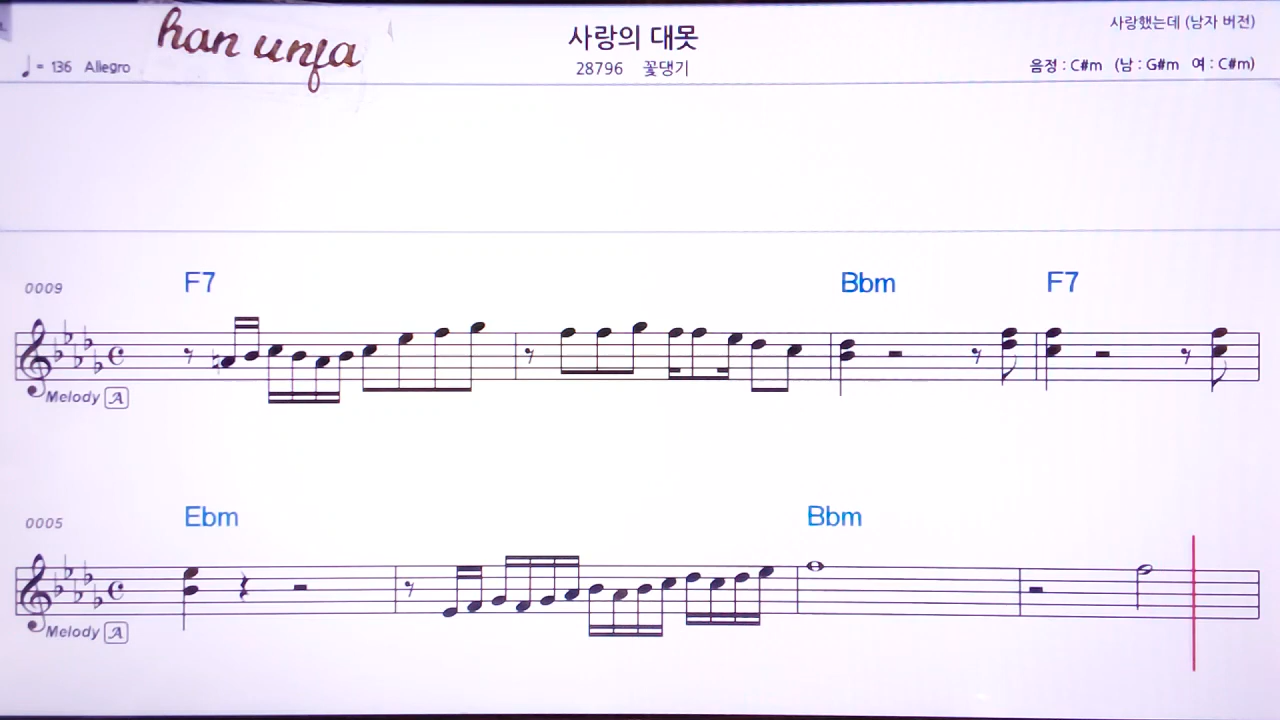 han unfa
♩= 136 Allegro
사랑의 대못
28796 꽃댕기
사랑했는데 (남자 버전)
음정 : C#m (남 : G#m 여 : C#m)
0009
F7 Bbm F7
Melody A
0005
Ebm Bbm
Melody A